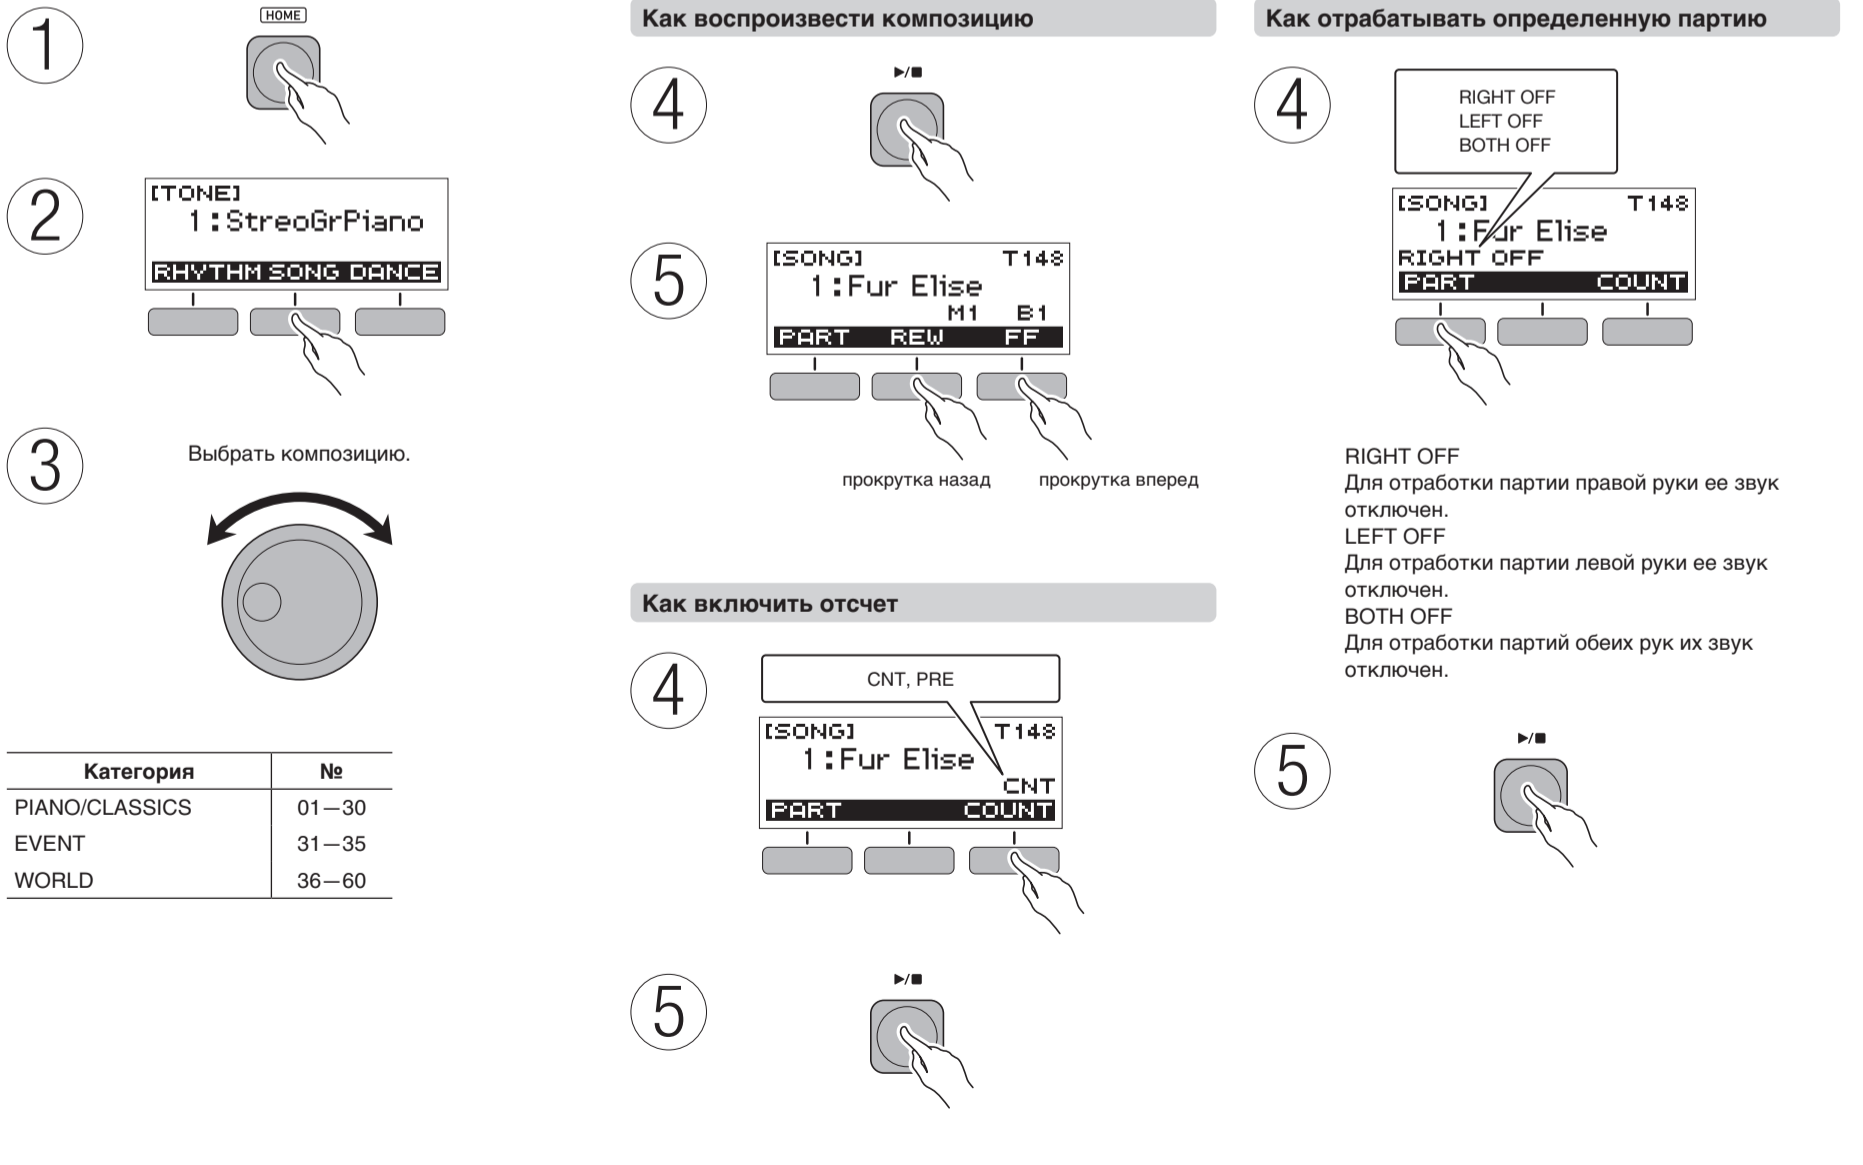 1
HOME
2
[TONE]
1:StreoGrPiano
RHYTHM SONG DANCE
3
Выбрать композицию.
Категория №
PIANO/CLASSICS 01—30
EVENT 31—35
WORLD 36—60
Как воспроизвести композицию
4
►/■
5
[SONG] T148
1:Fur Elise
M1 B1
PART REW FF
прокрутка назад прокрутка вперед
Как включить отсчет
4
CNT, PRE
[SONG] T148
1:Fur Elise
CNT
PART COUNT
5
►/■
Как отрабатывать определенную партию
4
RIGHT OFF
LEFT OFF
BOTH OFF
[SONG] T148
1:Fur Elise
RIGHT OFF
PART COUNT
RIGHT OFF
Для отработки партии правой руки ее звук
отключен.
LEFT OFF
Для отработки партии левой руки ее звук
отключен.
BOTH OFF
Для отработки партий обеих рук их звук
отключен.
5
►/■